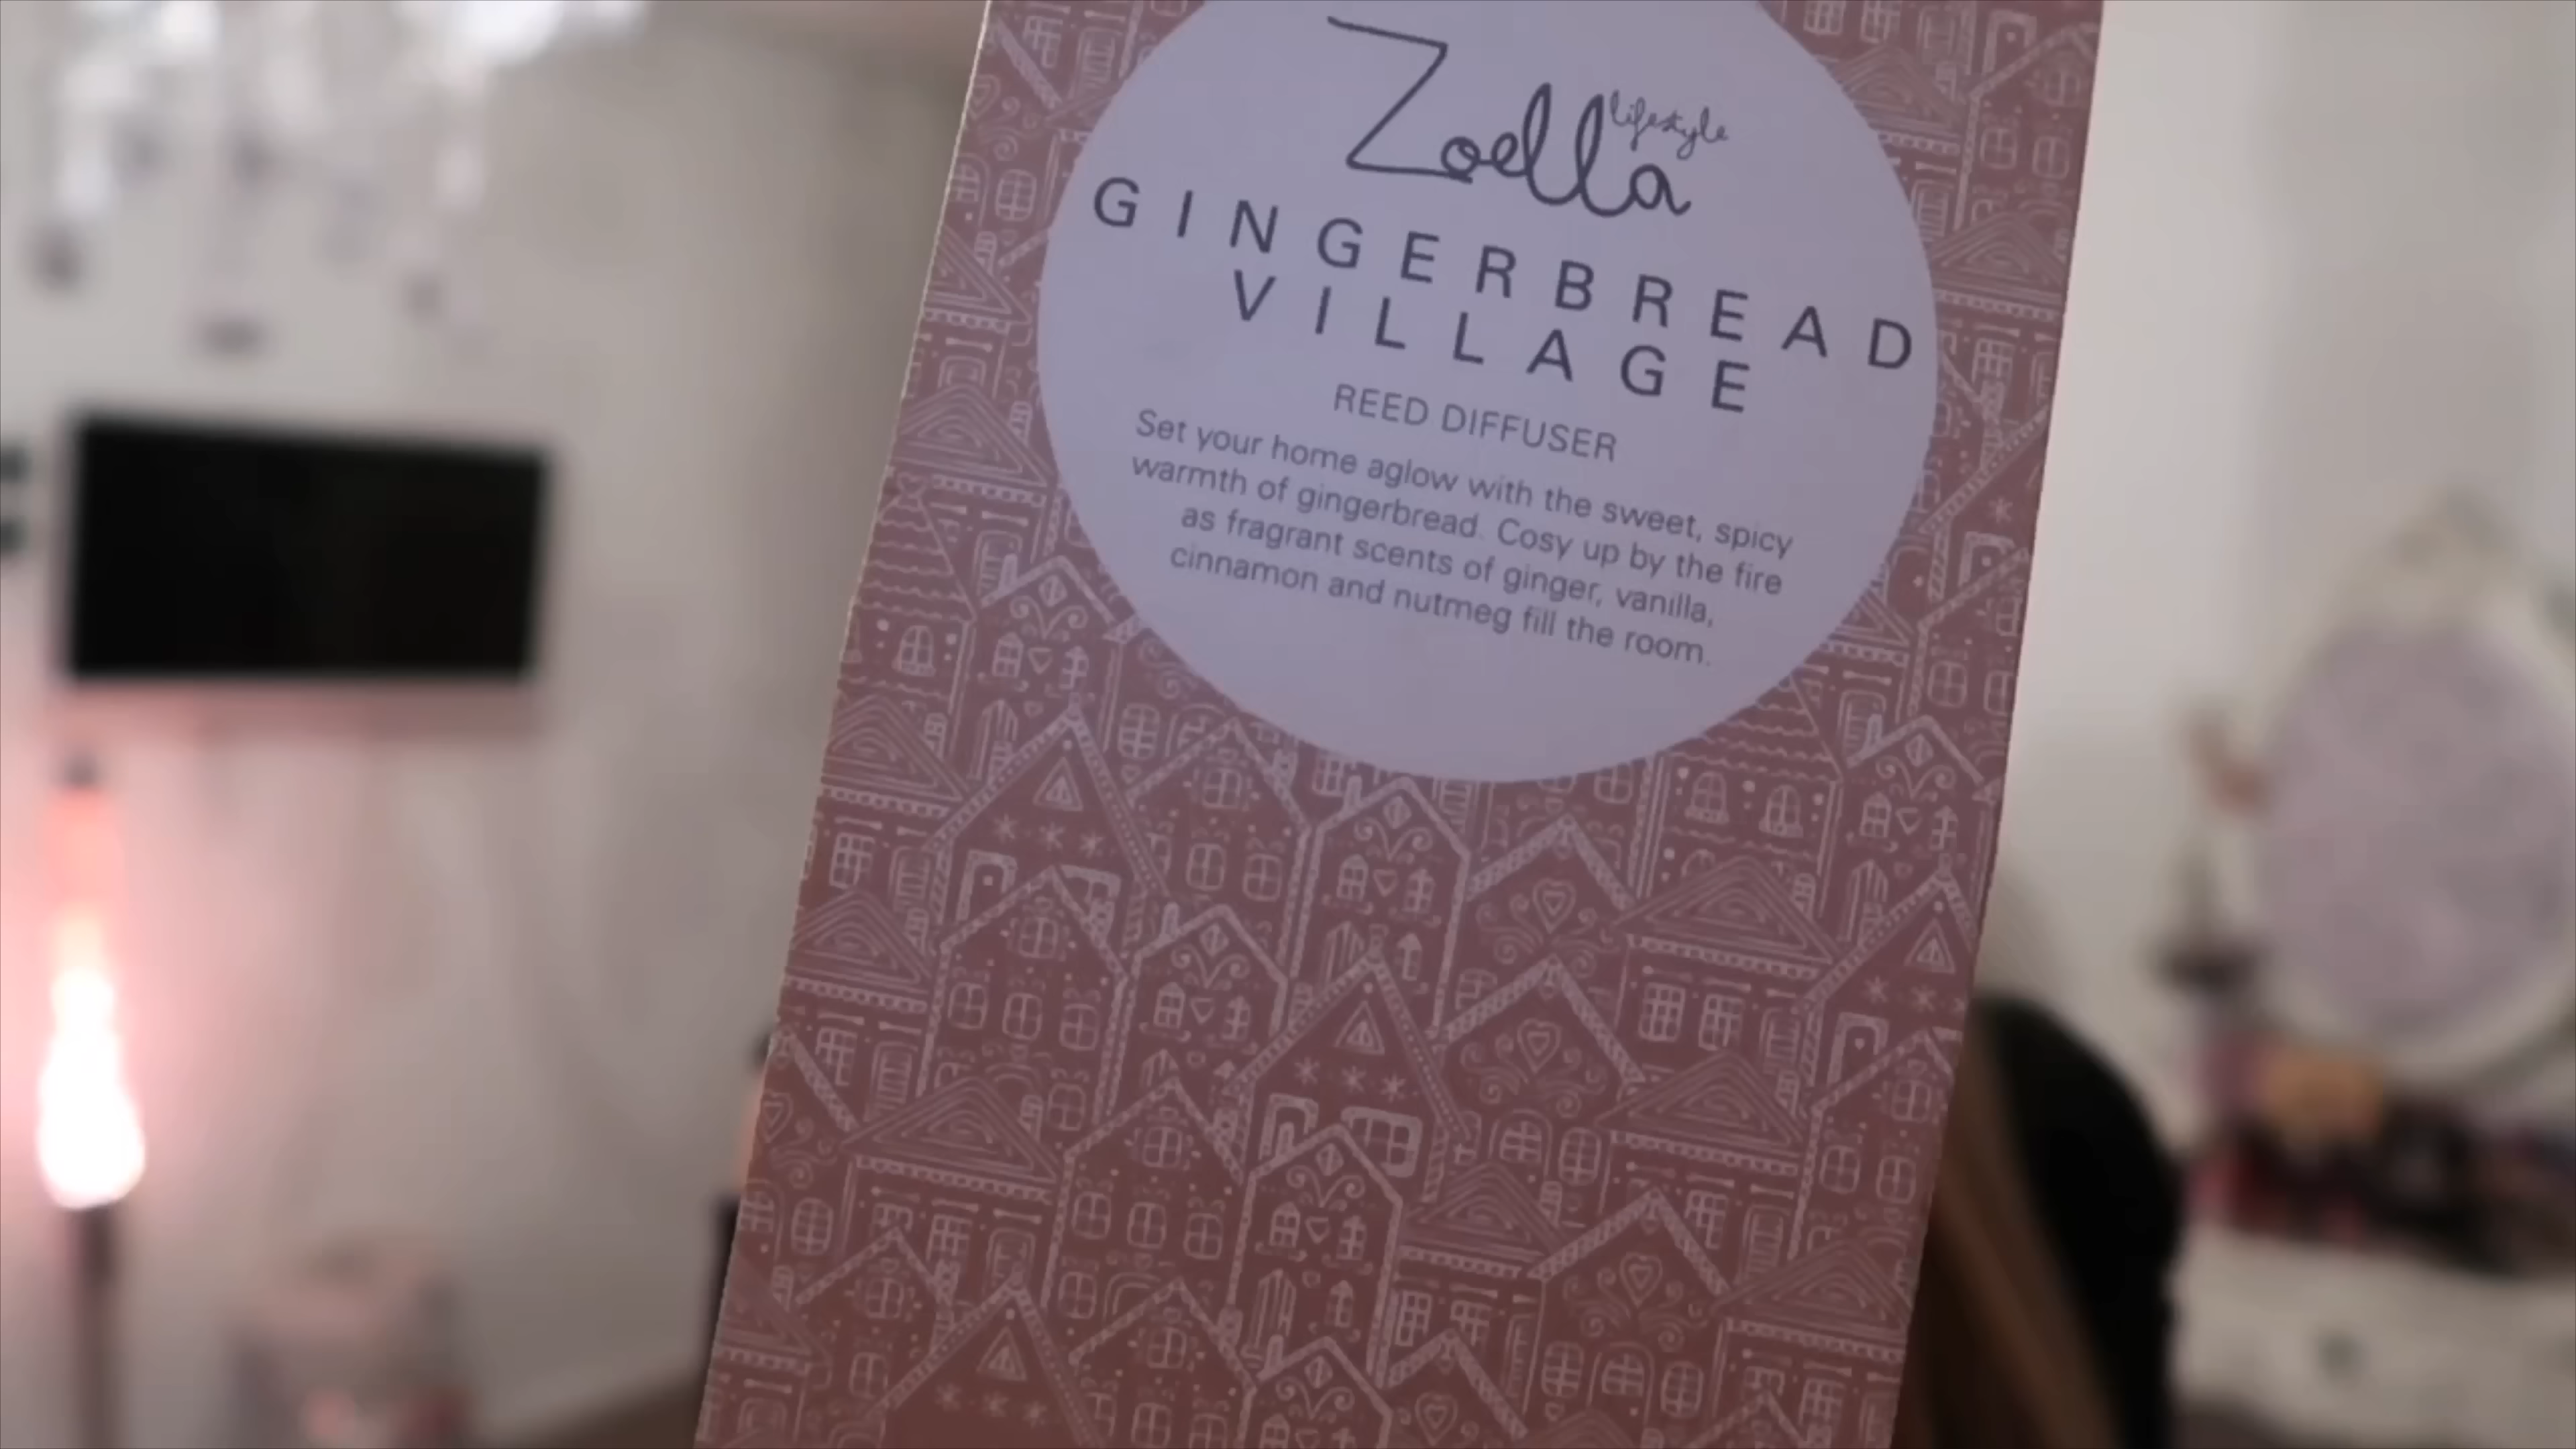 Zoella lifestyle
GINGERBREAD
VILLAGE
REED DIFFUSER
Set your home aglow with the sweet, spicy
warmth of gingerbread. Cosy up by the fire
as fragrant scents of ginger, vanilla,
cinnamon and nutmeg fill the room.